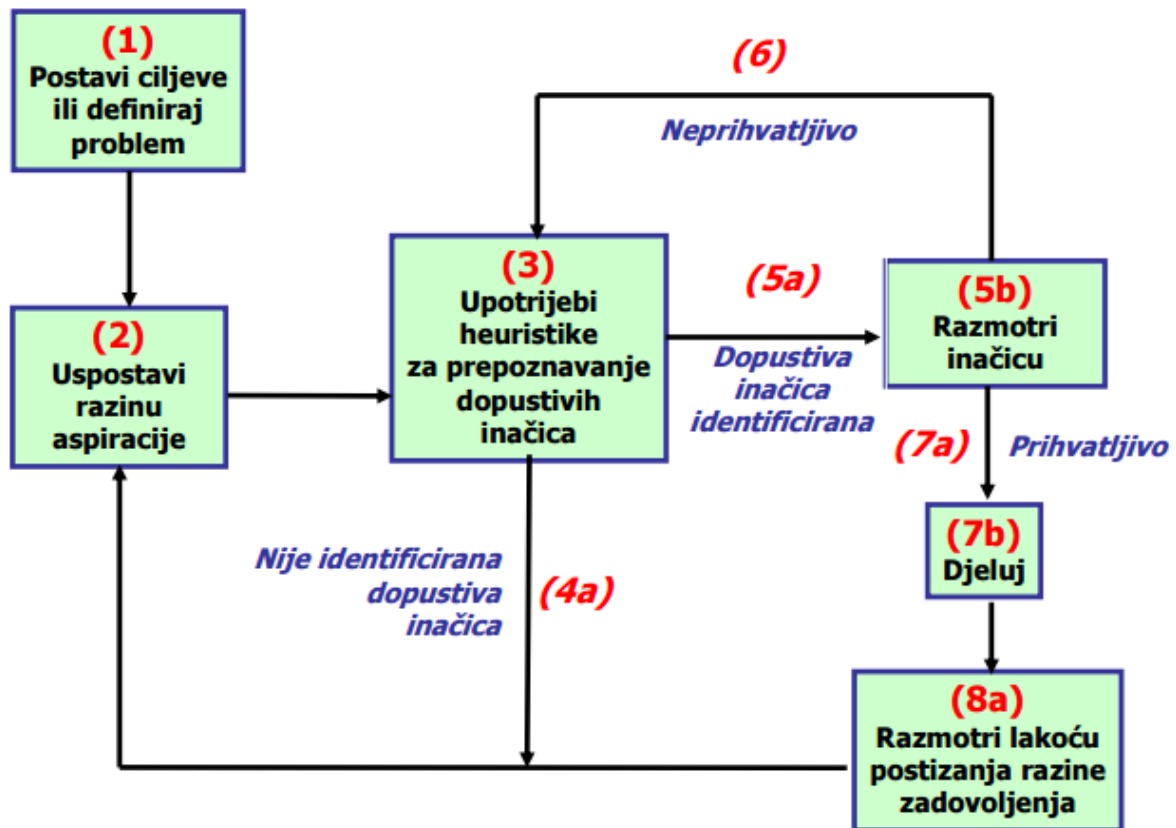 (1)
Postavi ciljeve
ili definiraj
problem
(6)
Neprihvatljivo
(2)
Uspostavi
razinu
aspiracije
(3)
Upotrijebi
heuristike
za prepoznavanje
dopustivih
inačica
(5a)
Dopustiva
inačica
identificirana
(5b)
Razmotri
inačicu
(7a)
Prihvatljivo
(7b)
Djeluj
Nije identificirana
dopustiva
inačica
(4a)
(8a)
Razmotri lakoću
postizanja razine
zadovoljenja